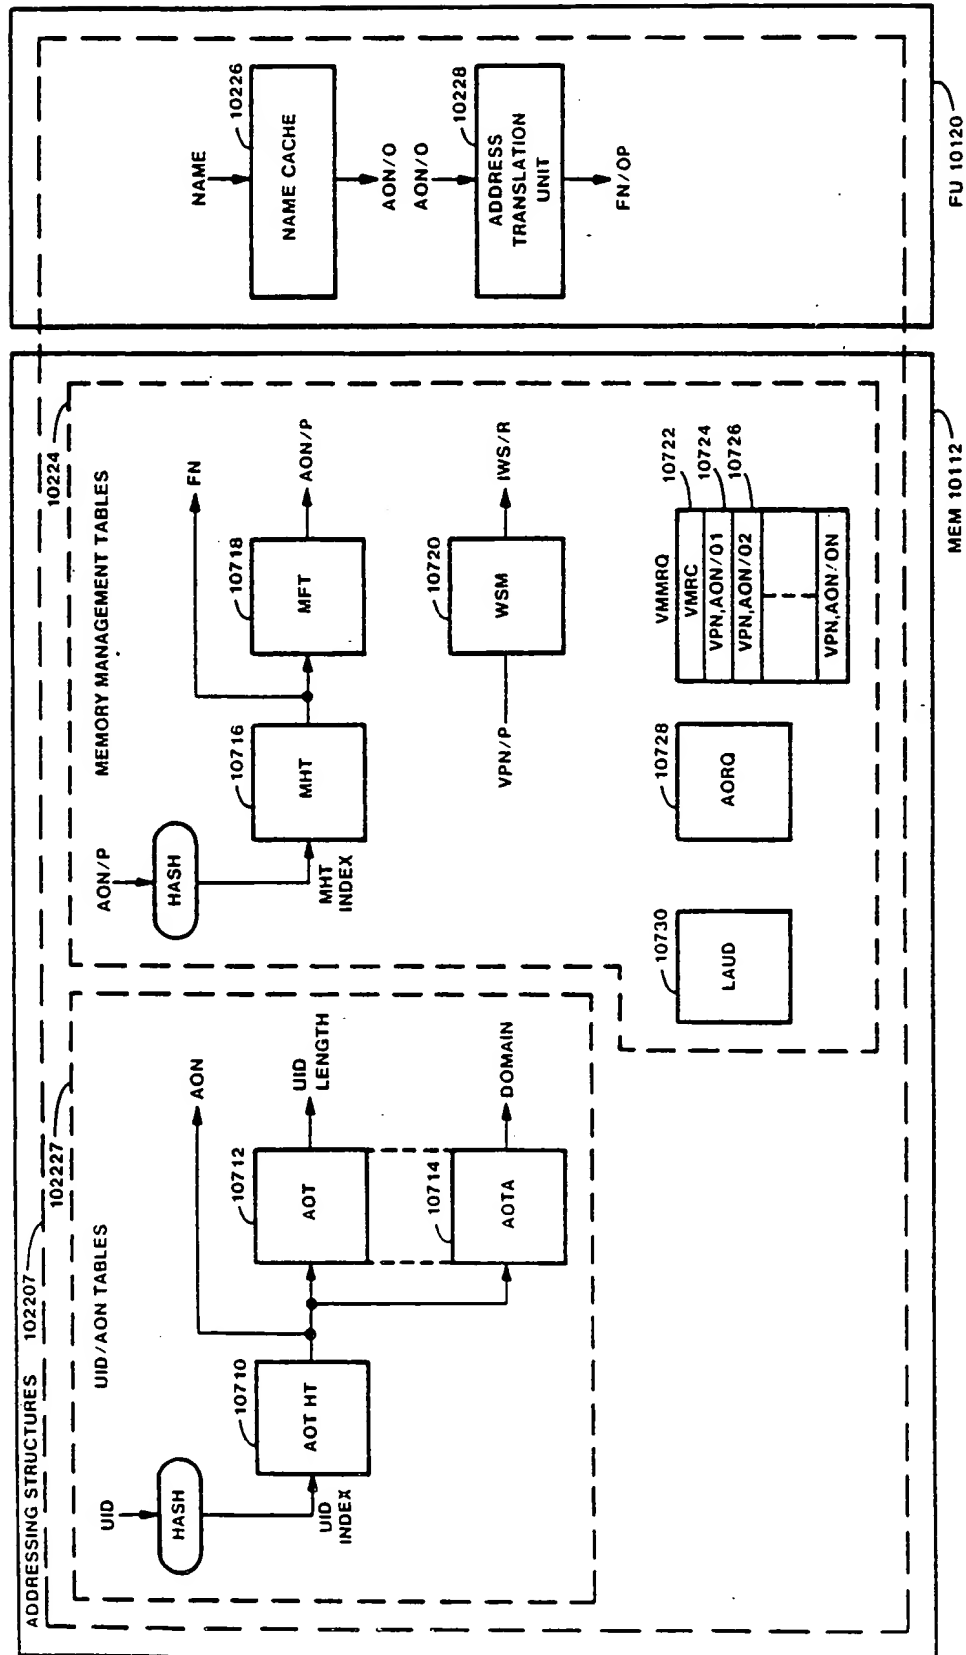 ADDRESSING STRUCTURES 102207
102227
UID/AON TABLES
UID
HASH
UID
INDEX
10710
AOT HT
AON
10712
AOT
UID
LENGTH
10714
AOTA
DOMAIN
10224
MEMORY MANAGEMENT TABLES
AON/P
HASH
MHT
INDEX
10716
MHT
FN
10718
MFT
AON/P
VPN/P
10720
WSM
IWS/R
10730
LAUD
10728
AORQ
VMMRQ
VMRC
10722
VPN,AON/O1
10724
VPN,AON/O2
10726
VPN,AON/ON
MEM 10112
NAME
10226
NAME CACHE
AON/O
AON/O
10228
ADDRESS
TRANSLATION
UNIT
FN/OP
FU 10120